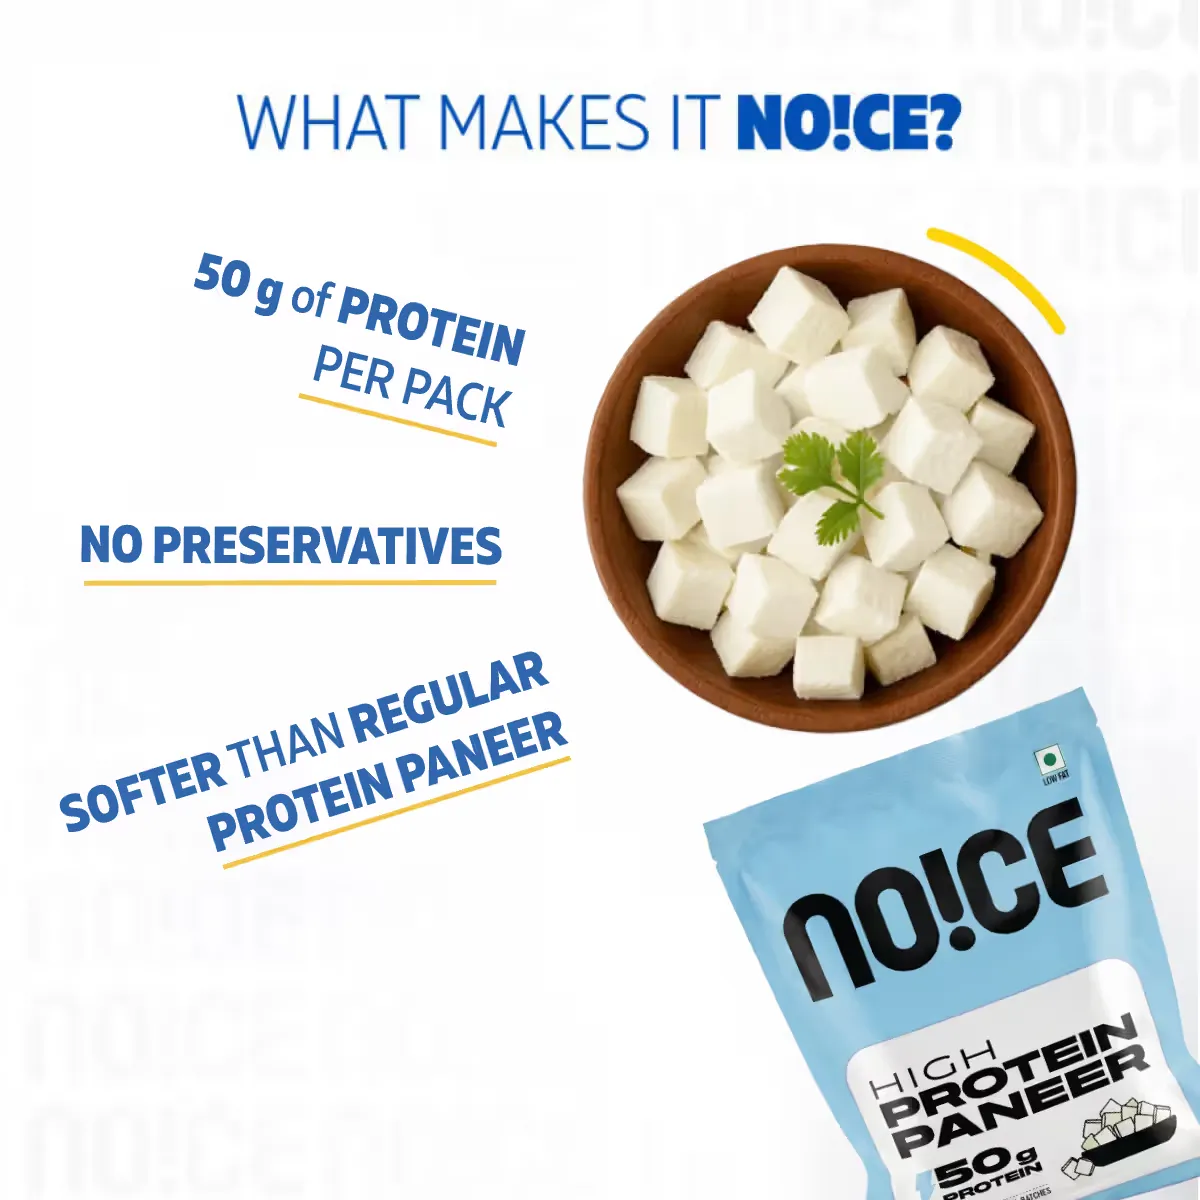 WHAT MAKES IT NO!CE?
50 g of PROTEIN
PER PACK
NO PRESERVATIVES
SOFTER THAN REGULAR
PROTEIN PANEER
LOW FAT
NO!CE
HIGH
PROTEIN
PANEER
50g
PROTEIN
BATCHES